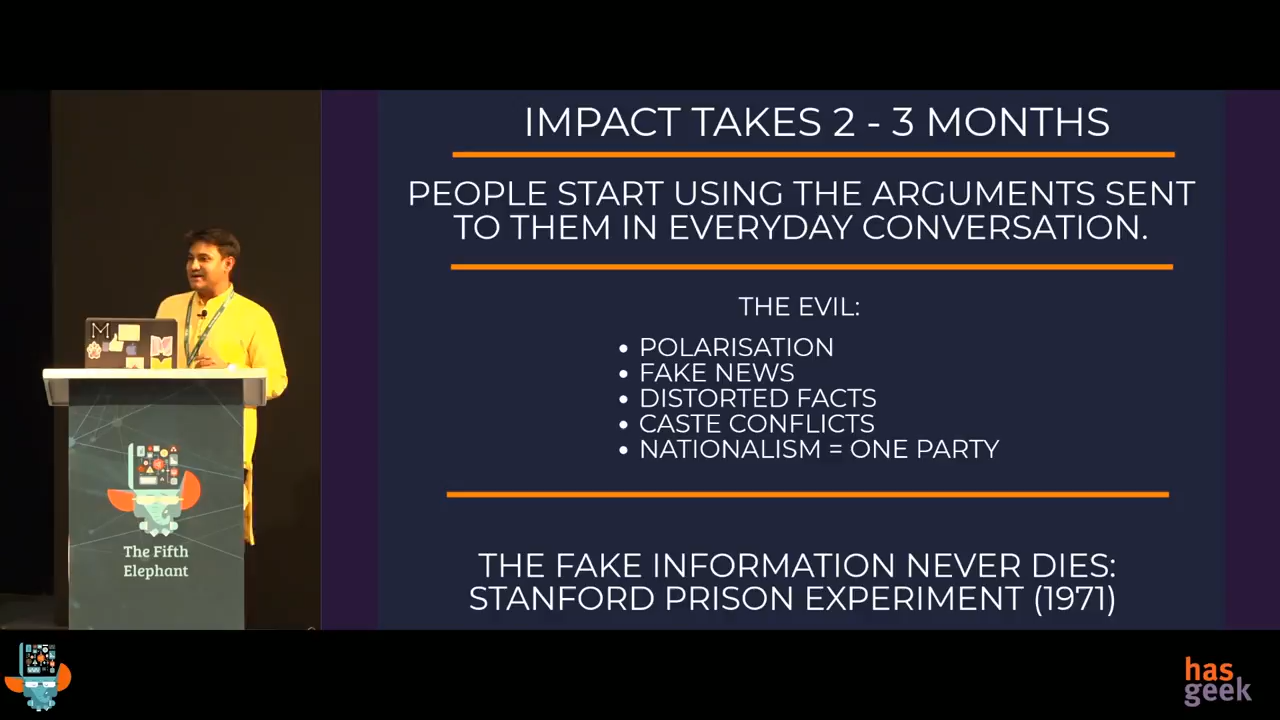 IMPACT TAKES 2 - 3 MONTHS
PEOPLE START USING THE ARGUMENTS SENT
TO THEM IN EVERYDAY CONVERSATION.
THE EVIL:
• POLARISATION
• FAKE NEWS
• DISTORTED FACTS
• CASTE CONFLICTS
• NATIONALISM = ONE PARTY
THE FAKE INFORMATION NEVER DIES:
STANFORD PRISON EXPERIMENT (1971)
M
The Fifth
Elephant
has
geek